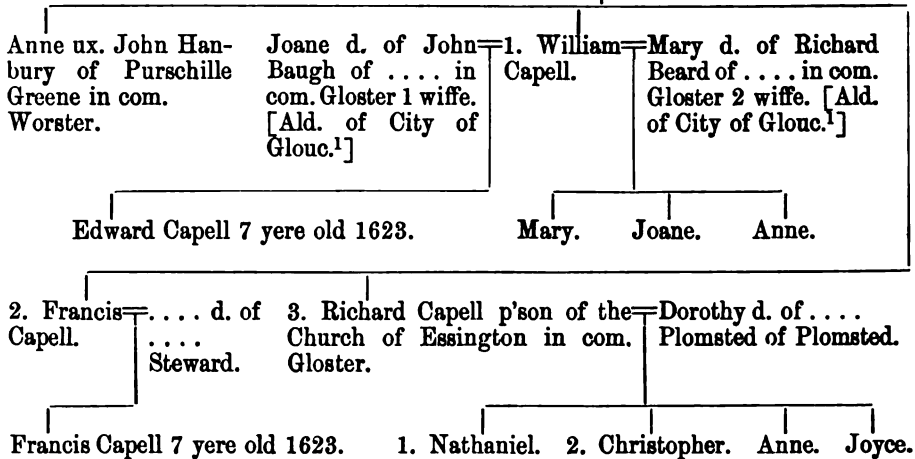 Anne ux. John Han-
bury of Purschille
Greene in com.
Worster.
Joane d. of John
Baugh of .... in
com. Gloster 1 wiffe.
[Ald. of City of
Glouc.¹]
1. William
Capell.
Mary d. of Richard
Beard of .... in com.
Gloster 2 wiffe. [Ald.
of City of Glouc.¹]
Edward Capell 7 yere old 1623.
Mary. Joane. Anne.
2. Francis
Capell.
.... d. of
....
Steward.
3. Richard Capell p'son of the
Church of Essington in com.
Gloster.
Dorothy d. of ....
Plomsted of Plomsted.
Francis Capell 7 yere old 1623.
1. Nathaniel. 2. Christopher. Anne. Joyce.